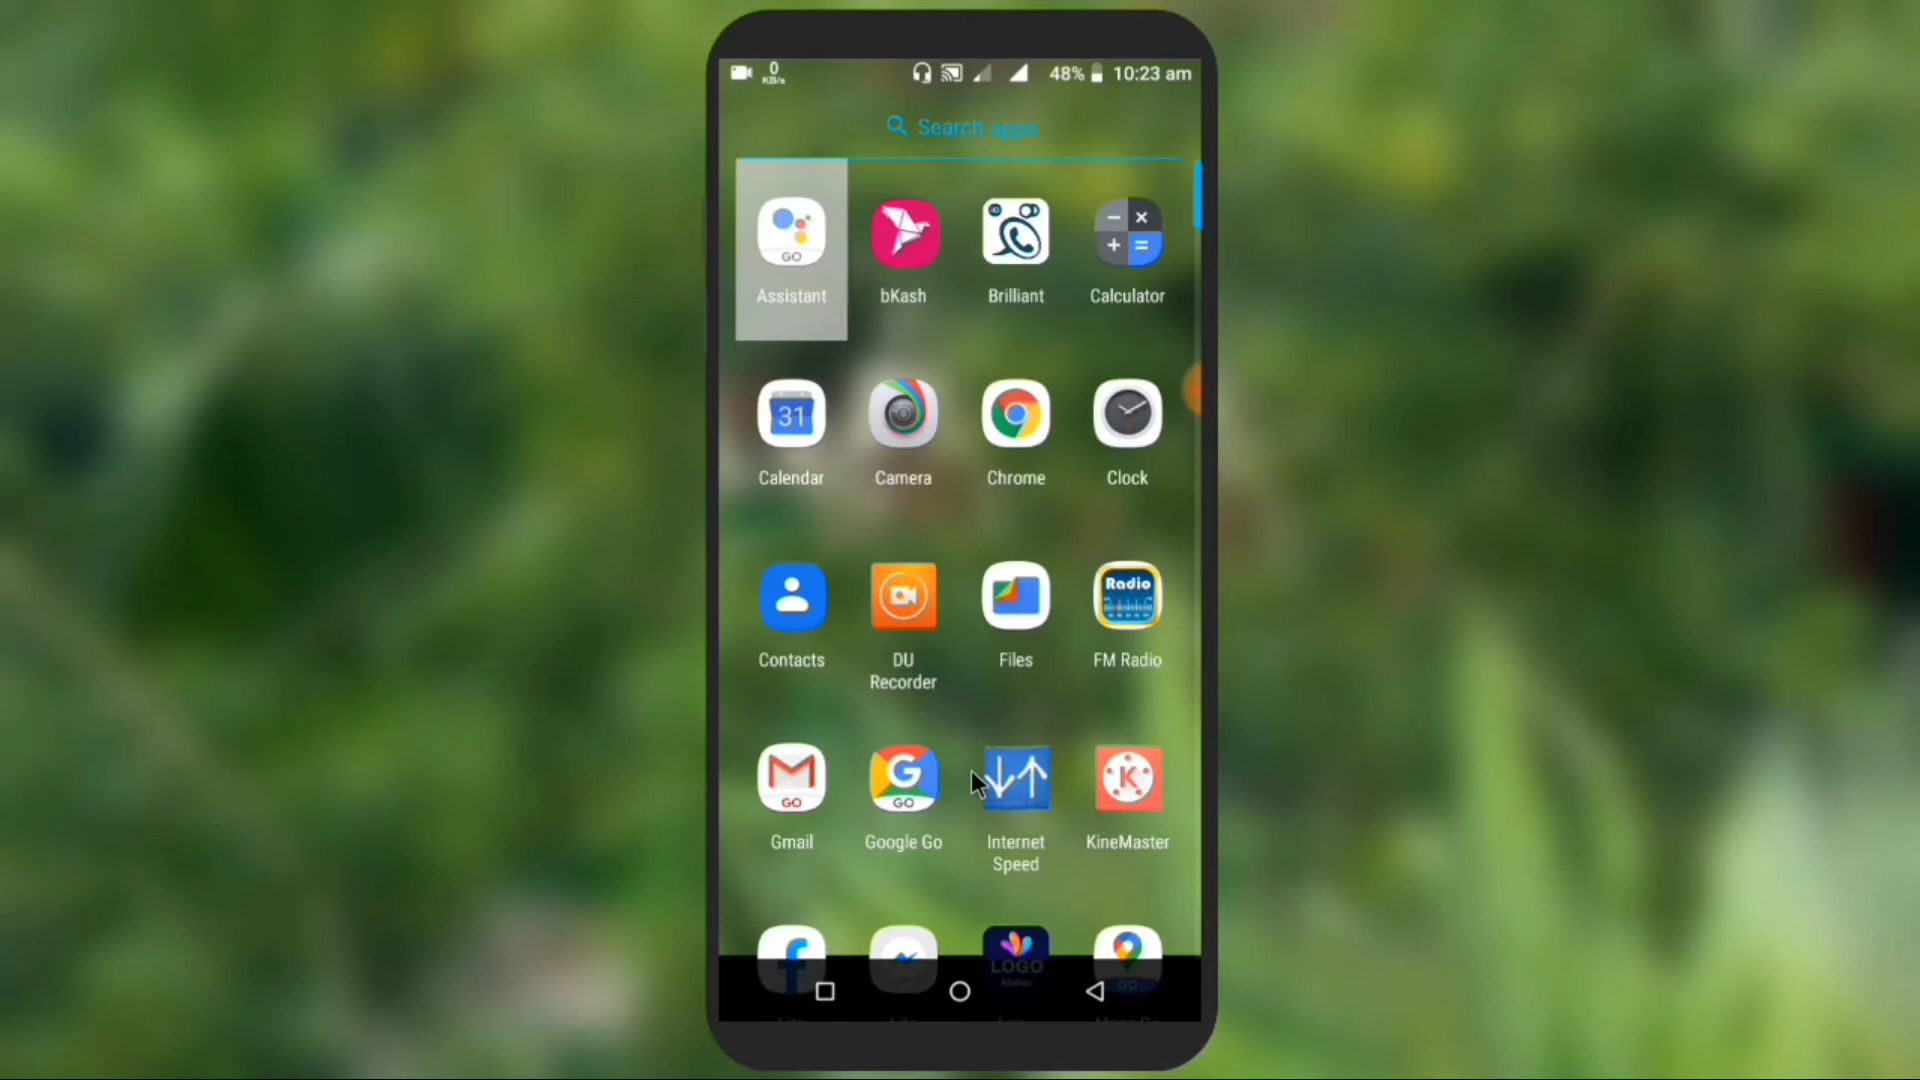 0
KB/s
48% 10:23 am
Search apps
GO
Assistant bKash Brilliant Calculator
31
Calendar Camera Chrome Clock
Radio
Contacts DU Recorder Files FM Radio
GO G GO K
Gmail Google Go Internet Speed KineMaster
LOGO